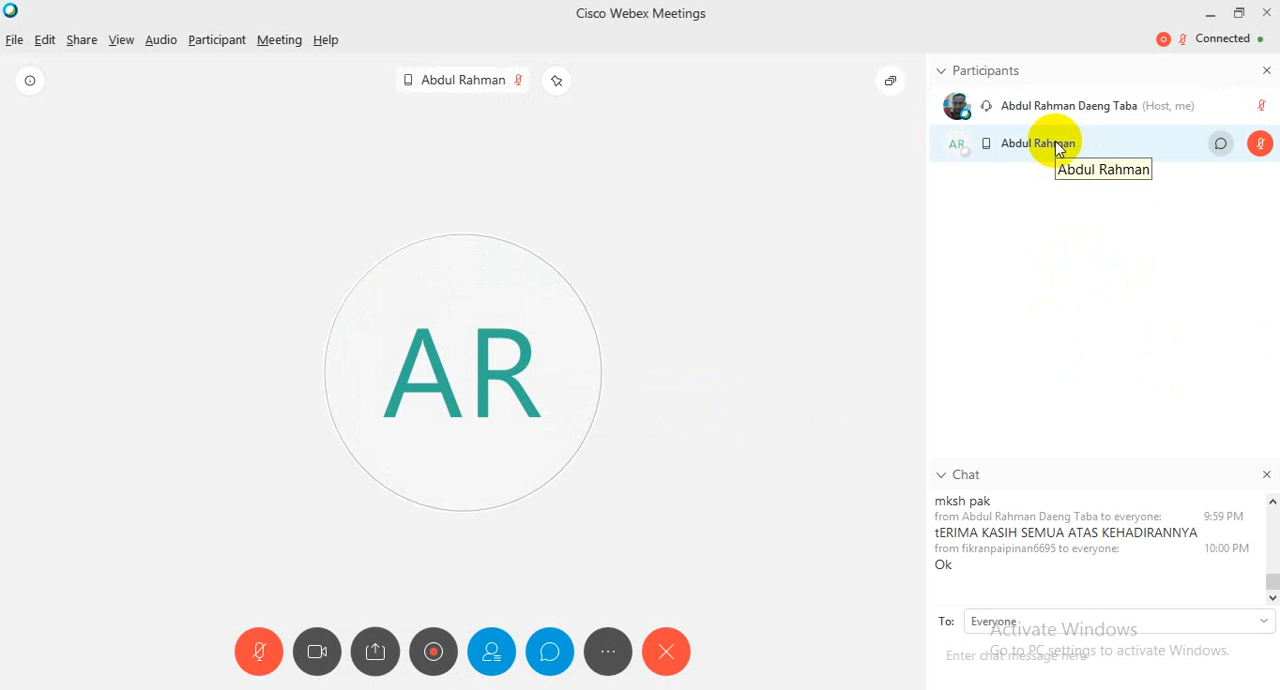 Cisco Webex Meetings
File Edit Share View Audio Participant Meeting Help
Connected
Abdul Rahman
Participants
Abdul Rahman Daeng Taba (Host, me)
AR Abdul Rahman
Abdul Rahman
AR
Chat
mksh pak
from Abdul Rahman Daeng Taba to everyone: 9:59 PM
tERIMA KASIH SEMUA ATAS KEHADIRANNYA
from fikranpaipinan6695 to everyone: 10:00 PM
Ok
To: Everyone
Activate Windows
Enter chat message here
Go to PC settings to activate Windows.